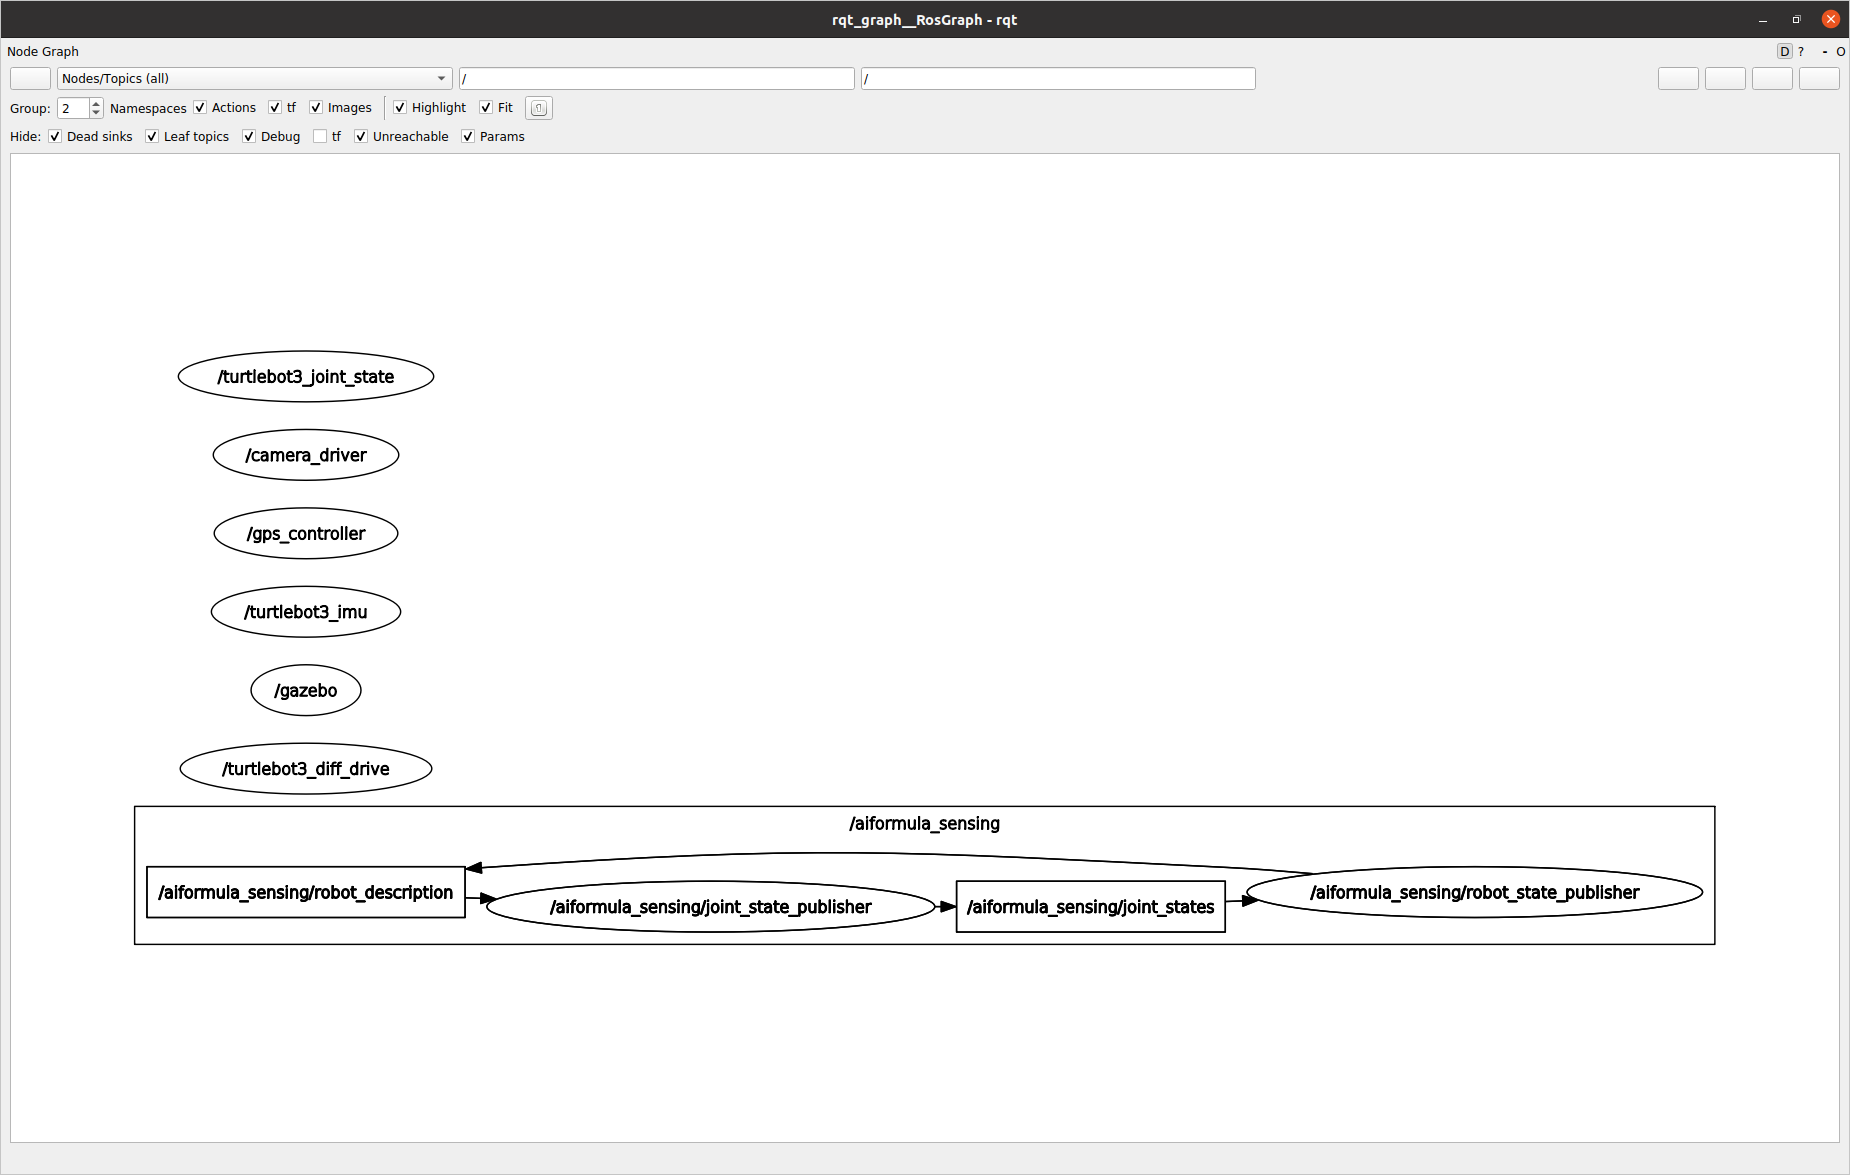 rqt_graph__RosGraph - rqt
Node Graph D ? - O
Nodes/Topics (all) / /
Group: 2 Namespaces Actions tf Images Highlight Fit
Hide: Dead sinks Leaf topics Debug tf Unreachable Params
/turtlebot3_joint_state
/camera_driver
/gps_controller
/turtlebot3_imu
/gazebo
/turtlebot3_diff_drive
/aiformula_sensing
/aiformula_sensing/robot_description /aiformula_sensing/joint_state_publisher /aiformula_sensing/joint_states /aiformula_sensing/robot_state_publisher